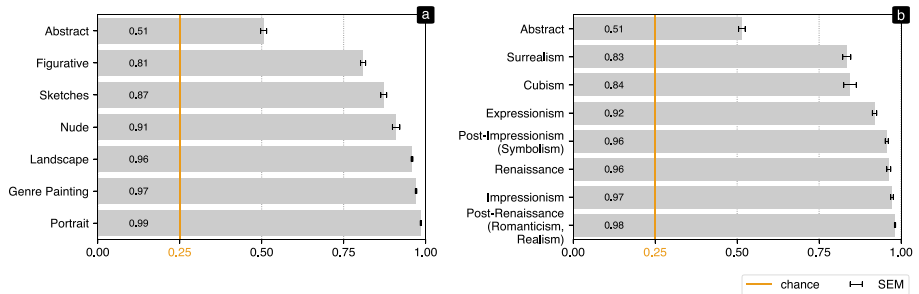 a
Abstract 0.51
Figurative 0.81
Sketches 0.87
Nude 0.91
Landscape 0.96
Genre Painting 0.97
Portrait 0.99
0.00 0.25 0.50 0.75 1.00
b
Abstract 0.51
Surrealism 0.83
Cubism 0.84
Expressionism 0.92
Post-Impressionism
(Symbolism) 0.96
Renaissance 0.96
Impressionism 0.97
Post-Renaissance
(Romanticism, 0.98
Realism)
0.00 0.25 0.50 0.75 1.00
chance SEM